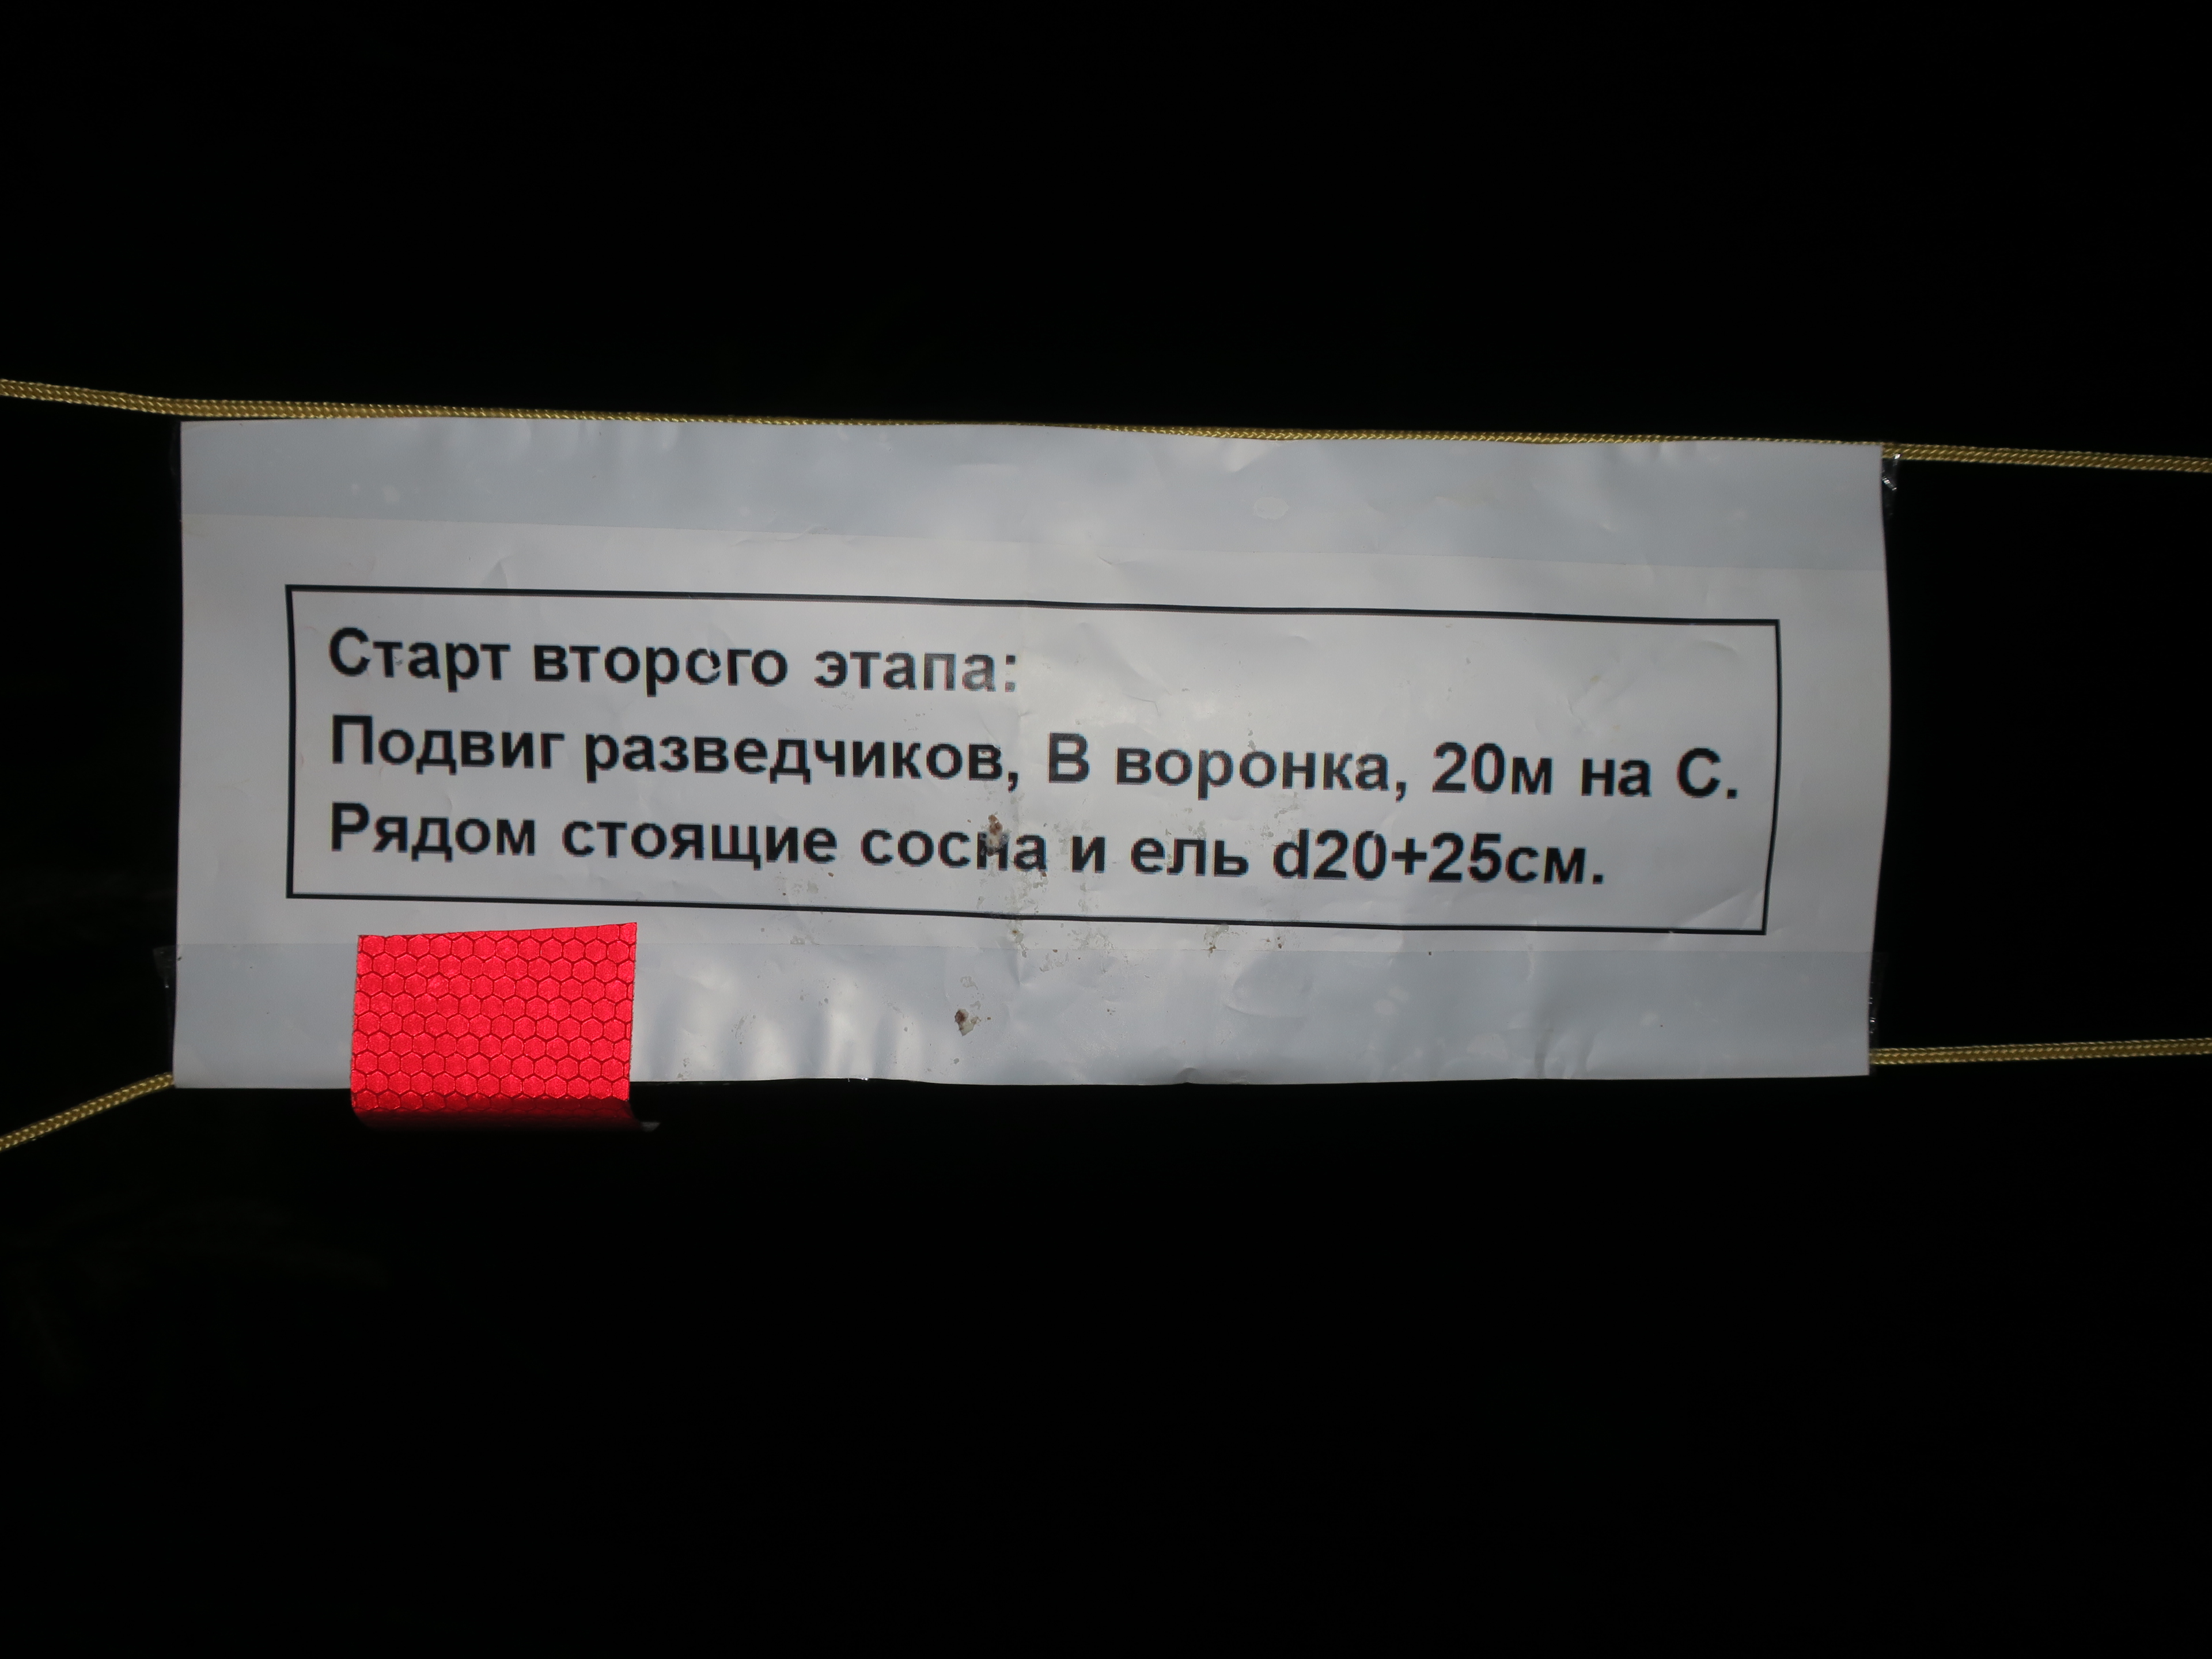 Старт второго этапа:
Подвиг разведчиков, В воронка, 20м на С.
Рядом стоящие сосна и ель d20+25см.